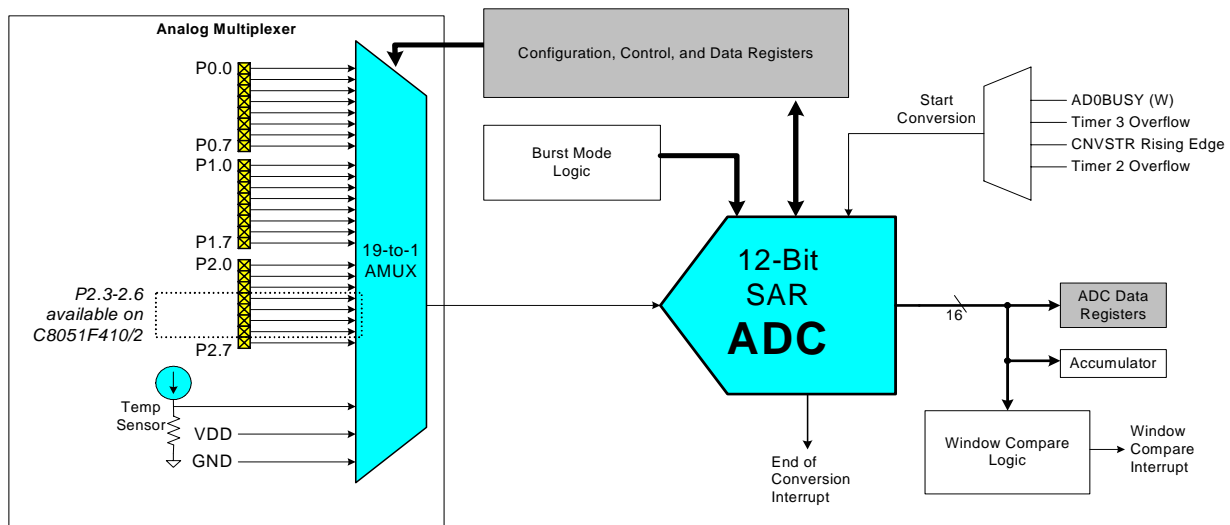 Analog Multiplexer
P0.0
P0.7
P1.0
P1.7
P2.0
P2.3-2.6
available on
C8051F410/2
P2.7
Temp
Sensor
VDD
GND
19-to-1
AMUX
Configuration, Control, and Data Registers
Burst Mode
Logic
Start
Conversion
AD0BUSY (W)
Timer 3 Overflow
CNVSTR Rising Edge
Timer 2 Overflow
12-Bit
SAR
ADC
16
ADC Data
Registers
Accumulator
Window Compare
Logic
Window
Compare
Interrupt
End of
Conversion
Interrupt